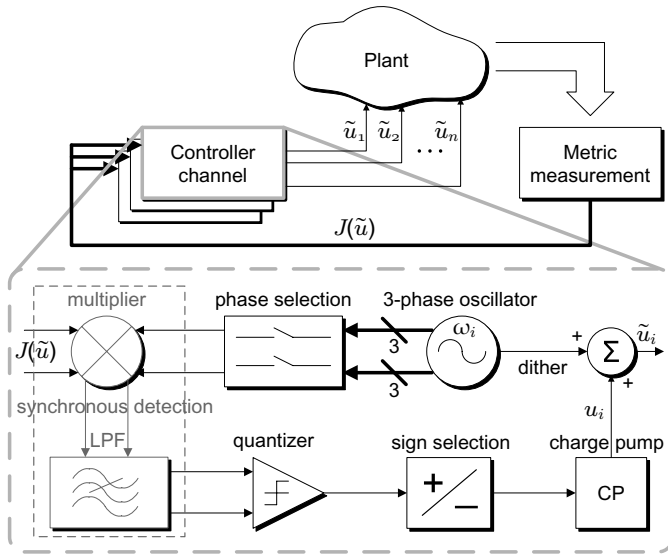 Plant
ũ₁ ũ₂ ... ũₙ
Controller
channel
Metric
measurement
J(ũ)
multiplier
phase selection
3-phase oscillator
J(ũ)
ωᵢ
3
3
dither
+
Σ
+
ũᵢ
uᵢ
synchronous detection
LPF
quantizer
sign selection
charge pump
+
−
CP